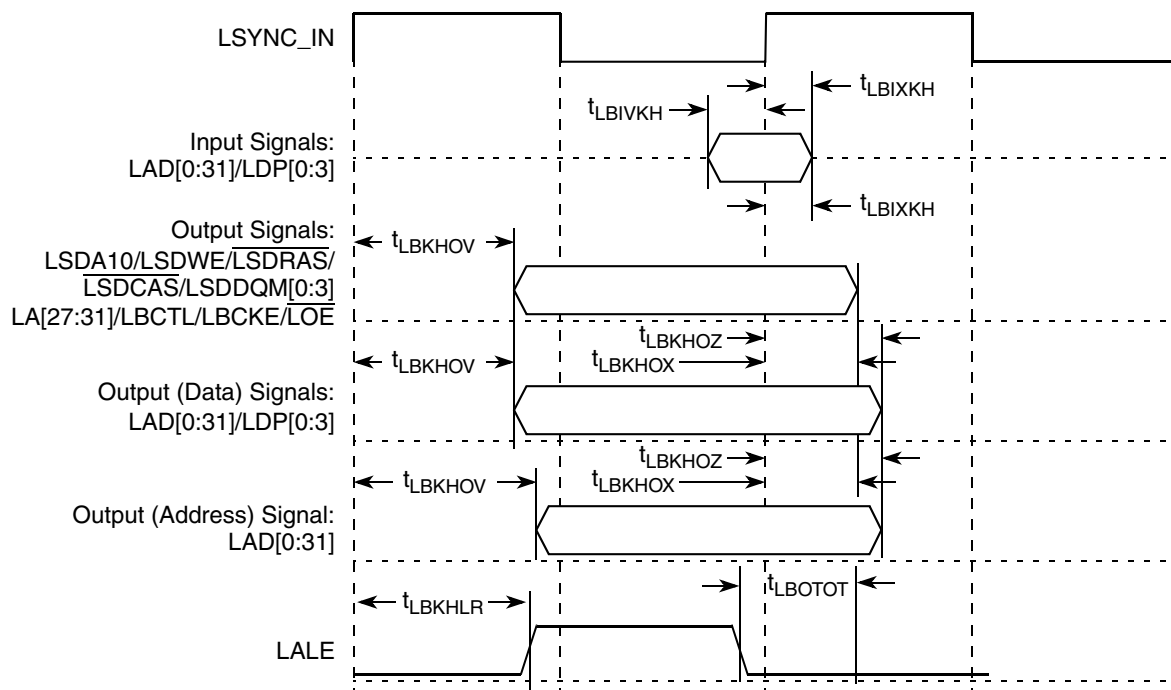 LSYNC_IN
tLBIXKH
tLBIVKH
Input Signals:
LAD[0:31]/LDP[0:3]
tLBIXKH
Output Signals:
tLBKHOV
LSDA10/LSDWE/LSDRAS/
LSDCAS/LSDDQM[0:3]
LA[27:31]/LBCTL/LBCKE/LOE
tLBKHOZ
tLBKHOV
tLBKHOX
Output (Data) Signals:
LAD[0:31]/LDP[0:3]
tLBKHOZ
tLBKHOV
tLBKHOX
Output (Address) Signal:
LAD[0:31]
tLBOTOT
tLBKHLR
LALE